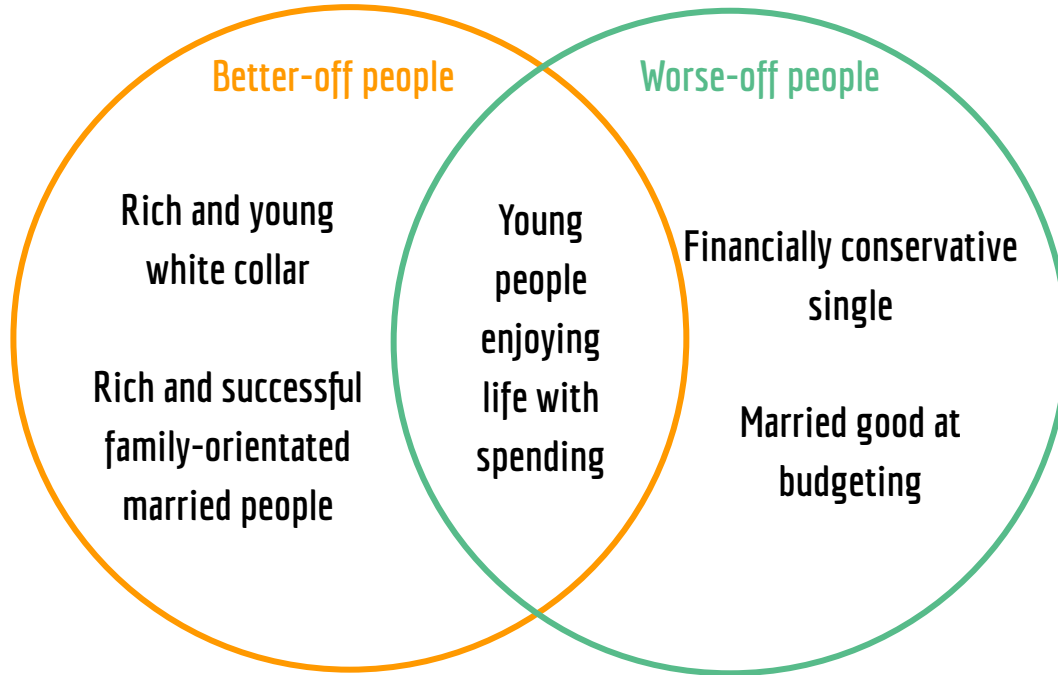 Better-off people
Worse-off people
Rich and young
white collar
Rich and successful
family-orientated
married people
Young
people
enjoying
life with
spending
Financially conservative
single
Married good at
budgeting